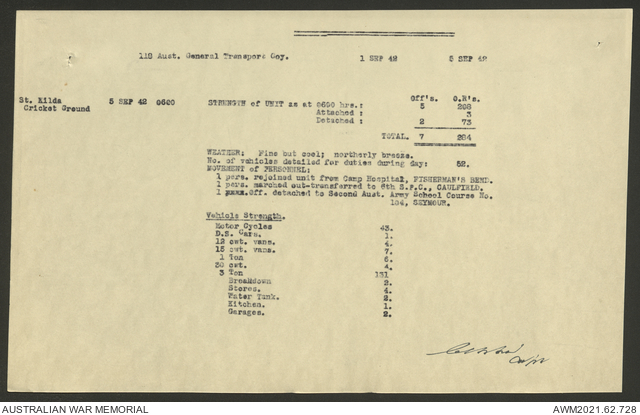 110 Aust. General Transport Coy. 1 SEP 42 5 SEP 42
St. Kilda 5 SEP 42 0600 STRENGTH of UNIT as at 0600 hrs: Off's. O.R's.
Cricket Ground 5 208
Attached: 3
Detached: 2 73
TOTAL. 7 284
WEATHER: Fine but cool; northerly breeze.
No. of vehicles detailed for duties during day: 52.
MOVEMENT of PERSONNEL:
1 pers. rejoined unit from Camp Hospital, FISHERMAN'S BEND.
1 pers. marched out-transferred to 6th S.P.C., CAULFIELD.
1 Off. detached to Second Aust. Army School Course No.
104, SEYMOUR.
Vehicle Strength.
Motor Cycles 43.
D.S. Cars. 1.
12 cwt. vans. 4.
15 cwt. vans. 7.
1 Ton 6.
30 cwt. 4.
3 Ton 131
Breakdown 2.
Stores. 4.
Water Tank. 2.
Kitchen. 1.
Garages. 2.
Capt
AUSTRALIAN WAR MEMORIAL AWM2021.62.728